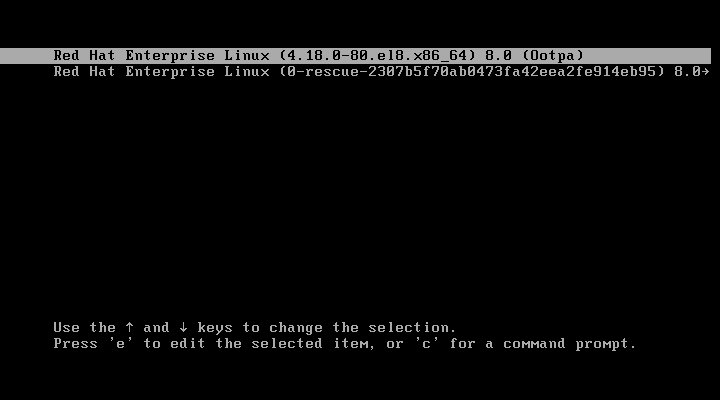 Red Hat Enterprise Linux (4.18.0-80.el8.x86_64) 8.0 (Ootpa)
Red Hat Enterprise Linux (0-rescue-2307b5f70ab0473fa42eea2fe914eb95) 8.0→
Use the ↑ and ↓ keys to change the selection.
Press 'e' to edit the selected item, or 'c' for a command prompt.